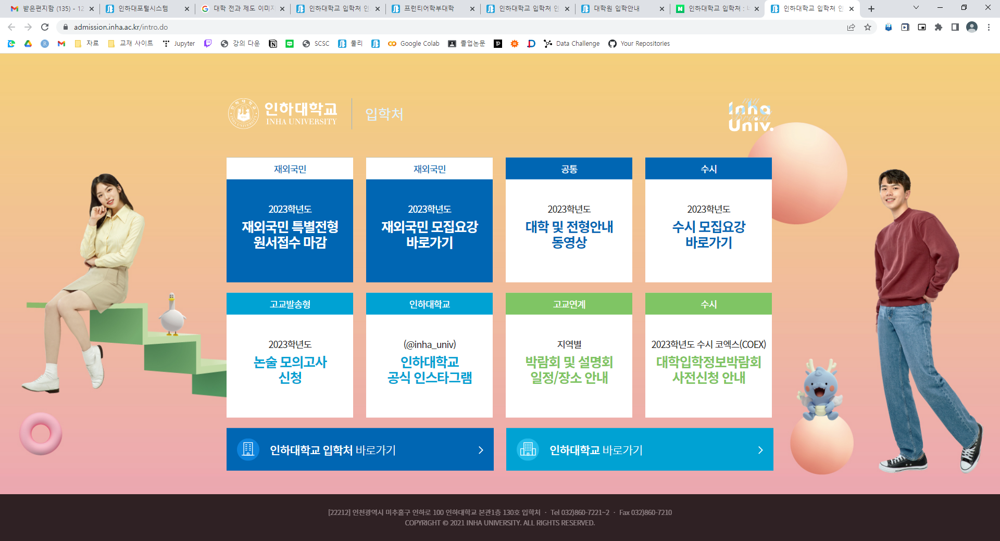 받은편지함 (135) - 12
인하대포털시스템
대학 전과 제도 이미지
인하대학교 입학처 인
프런티어학부대학
인하대학교 입학처 인
대학원 입학안내
인하대학교 입학처 :
인하대학교 입학처 인
admission.inha.ac.kr/intro.do
자료
교재 사이트
Jupyter
강의 다운
SCSC
물리
Google Colab
졸업논문
Data Challenge
Your Repositories
인하대학교
INHA UNIVERSITY
입학처
my
Inha
brand
Univ.
재외국민
2023학년도
재외국민 특별전형
원서접수 마감
재외국민
2023학년도
재외국민 모집요강
바로가기
공통
2023학년도
대학 및 전형안내
동영상
수시
2023학년도
수시 모집요강
바로가기
고교발송형
2023학년도
논술 모의고사
신청
인하대학교
(@inha_univ)
인하대학교
공식 인스타그램
고교연계
지역별
박람회 및 설명회
일정/장소 안내
수시
2023학년도 수시 코엑스(COEX)
대학입학정보박람회
사전신청 안내
인하대학교 입학처 바로가기
인하대학교 바로가기
[22212] 인천광역시 미추홀구 인하로 100 인하대학교 본관1층 130호 입학처 · Tel 032)860-7221~2 · Fax 032)860-7210
COPYRIGHT © 2021 INHA UNIVERSITY. ALL RIGHTS RESERVED.